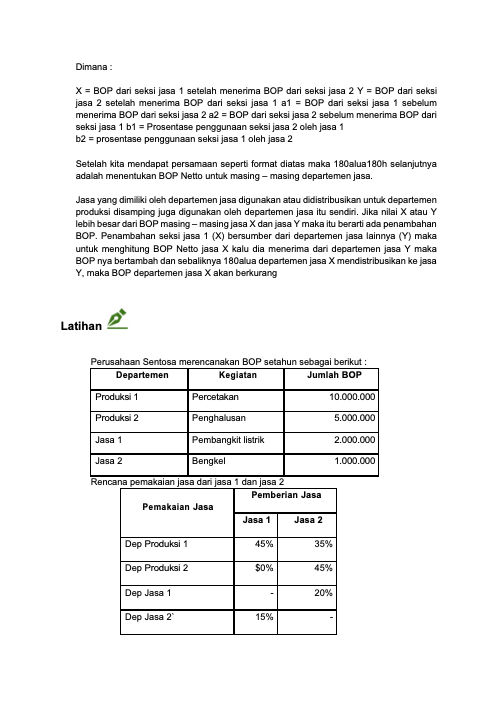 Dimana :
X = BOP dari seksi jasa 1 setelah menerima BOP dari seksi jasa 2 Y = BOP dari seksi
jasa 2 setelah menerima BOP dari seksi jasa 1 a1 = BOP dari seksi jasa 1 sebelum
menerima BOP dari seksi jasa 2 a2 = BOP dari seksi jasa 2 sebelum menerima BOP dari
seksi jasa 1 b1 = Prosentase penggunaan seksi jasa 2 oleh jasa 1
b2 = prosentase penggunaan seksi jasa 1 oleh jasa 2
Setelah kita mendapat persamaan seperti format diatas maka 180alua180h selanjutnya
adalah menentukan BOP Netto untuk masing – masing departemen jasa.
Jasa yang dimiliki oleh departemen jasa digunakan atau didistribusikan untuk departemen
produksi disamping juga digunakan oleh departemen jasa itu sendiri. Jika nilai X atau Y
lebih besar dari BOP masing – masing jasa X dan jasa Y maka itu berarti ada penambahan
BOP. Penambahan seksi jasa 1 (X) bersumber dari departemen jasa lainnya (Y) maka
untuk menghitung BOP Netto jasa X kalu dia menerima dari departemen jasa Y maka
BOP nya bertambah dan sebaliknya 180alua departemen jasa X mendistribusikan ke jasa
Y, maka BOP departemen jasa X akan berkurang
Latihan
Perusahaan Sentosa merencanakan BOP setahun sebagai berikut :
Departemen Kegiatan Jumlah BOP
Produksi 1 Percetakan 10.000.000
Produksi 2 Penghalusan 5.000.000
Jasa 1 Pembangkit listrik 2.000.000
Jasa 2 Bengkel 1.000.000
Rencana pemakaian jasa dari jasa 1 dan jasa 2
Pemakaian Jasa Pemberian Jasa
Jasa 1 Jasa 2
Dep Produksi 1 45% 35%
Dep Produksi 2 $0% 45%
Dep Jasa 1 - 20%
Dep Jasa 2` 15% -